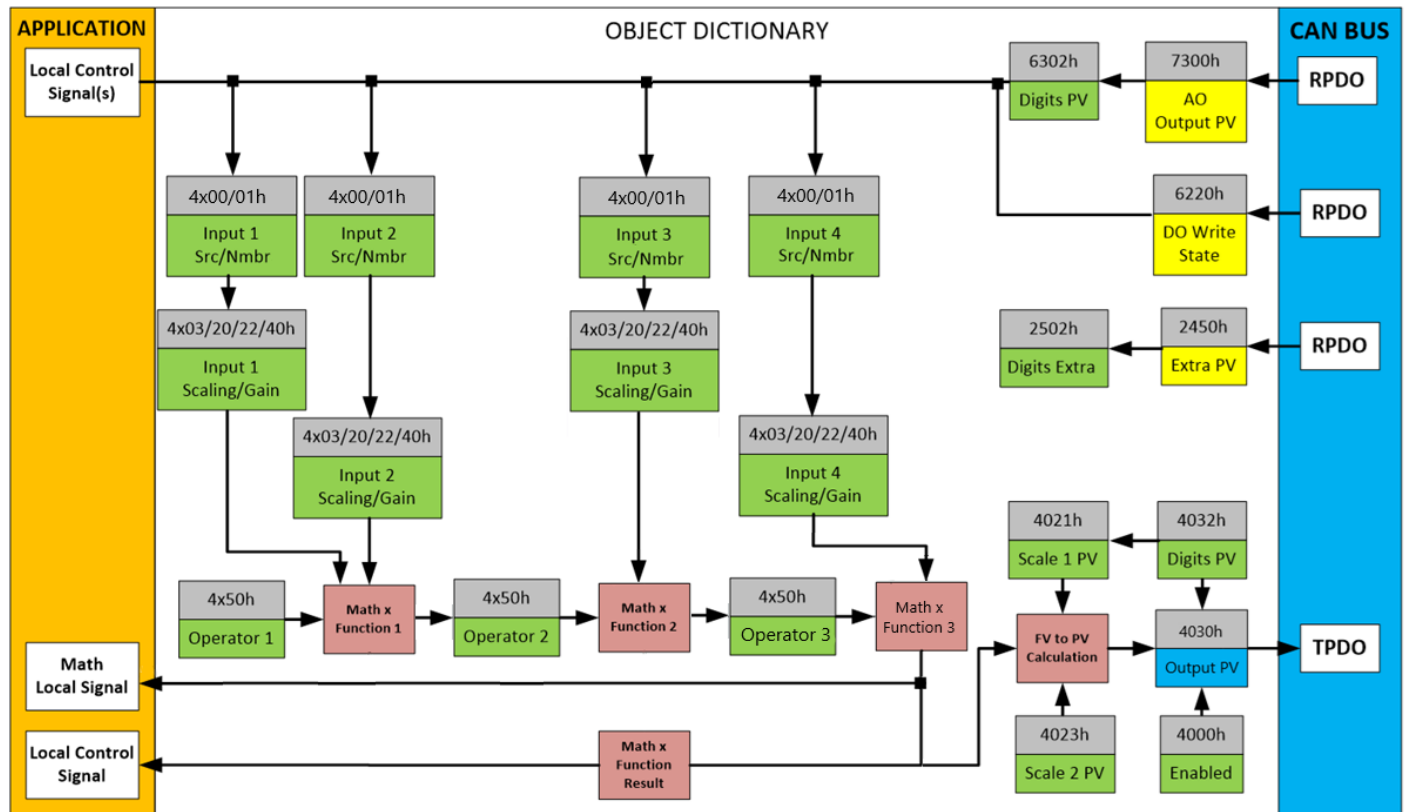 APPLICATION
OBJECT DICTIONARY
CAN BUS
Local Control
Signal(s)
6302h
Digits PV
7300h
AO
Output PV
RPDO
4x00/01h
Input 1
Src/Nmbr
4x00/01h
Input 2
Src/Nmbr
4x00/01h
Input 3
Src/Nmbr
4x00/01h
Input 4
Src/Nmbr
6220h
DO Write
State
RPDO
4x03/20/22/40h
Input 1
Scaling/Gain
4x03/20/22/40h
Input 3
Scaling/Gain
2502h
Digits Extra
2450h
Extra PV
RPDO
4x03/20/22/40h
Input 2
Scaling/Gain
4x03/20/22/40h
Input 4
Scaling/Gain
4021h
Scale 1 PV
4032h
Digits PV
4x50h
Operator 1
Math x
Function 1
4x50h
Operator 2
Math x
Function 2
4x50h
Operator 3
Math x
Function 3
FV to PV
Calculation
4030h
Output PV
TPDO
Math
Local Signal
Local Control
Signal
Math x
Function
Result
4023h
Scale 2 PV
4000h
Enabled